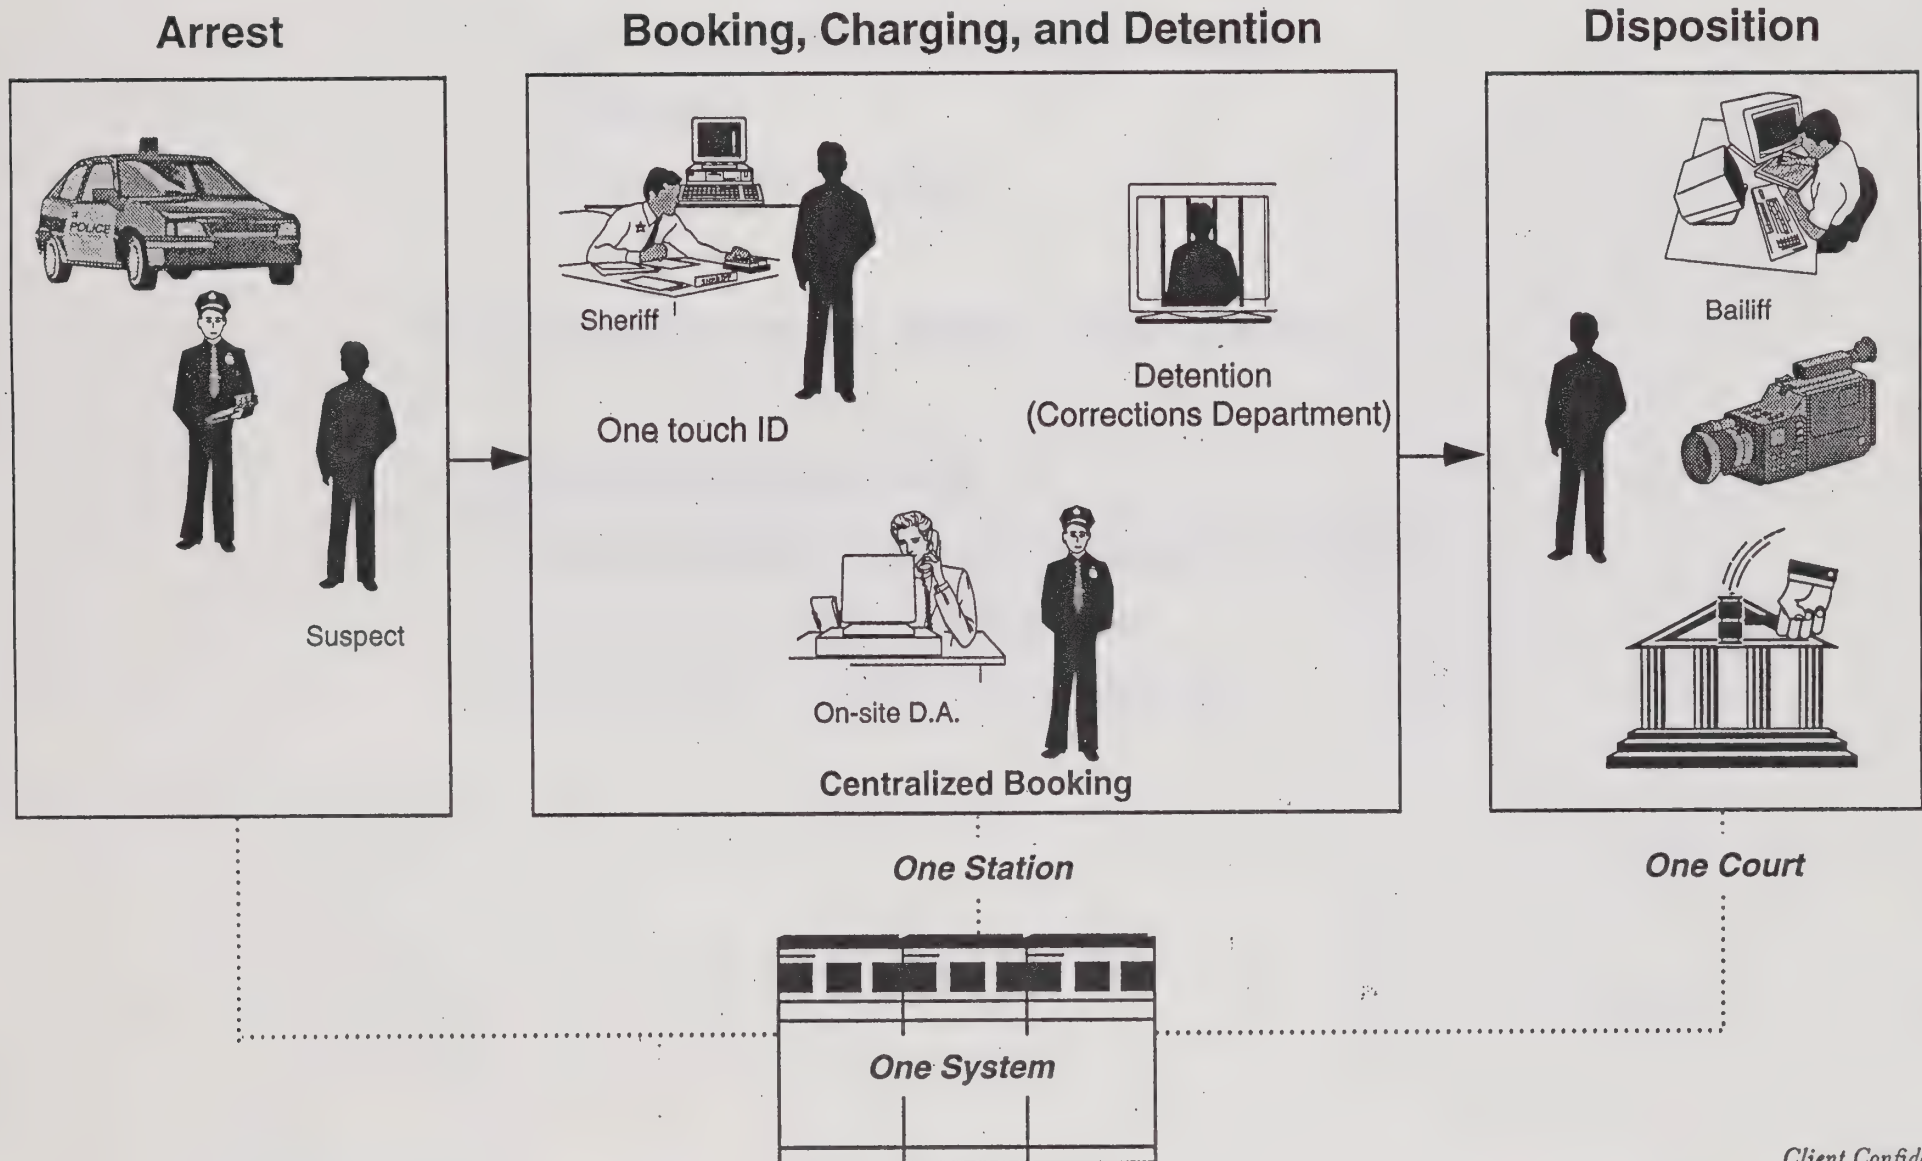 Arrest
Booking, Charging, and Detention
Disposition
POLICE
Sheriff
One touch ID
Detention
(Corrections Department)
Bailiff
Suspect
On-site D.A.
Centralized Booking
One Station
One Court
One System
Client